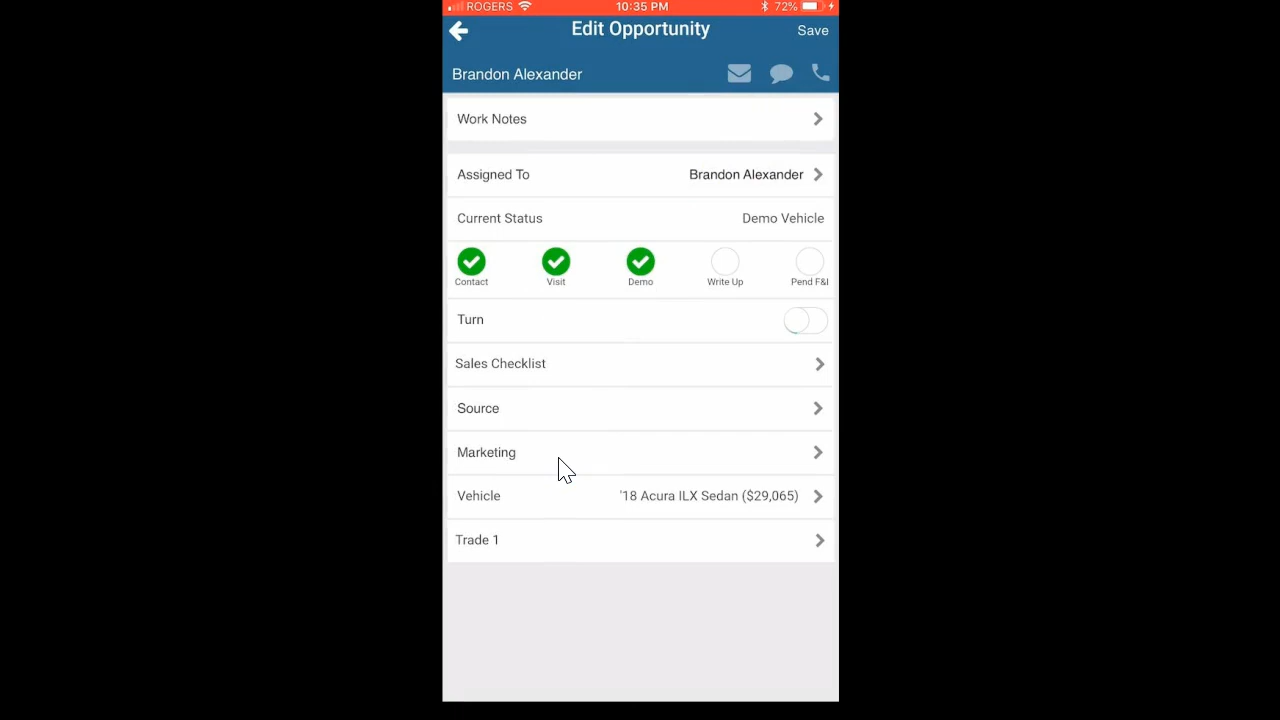 ROGERS 10:35 PM 72%
Edit Opportunity Save
Brandon Alexander
Work Notes
Assigned To Brandon Alexander
Current Status Demo Vehicle
Contact Visit Demo Write Up Pend F&I
Turn
Sales Checklist
Source
Marketing
Vehicle '18 Acura ILX Sedan ($29,065)
Trade 1